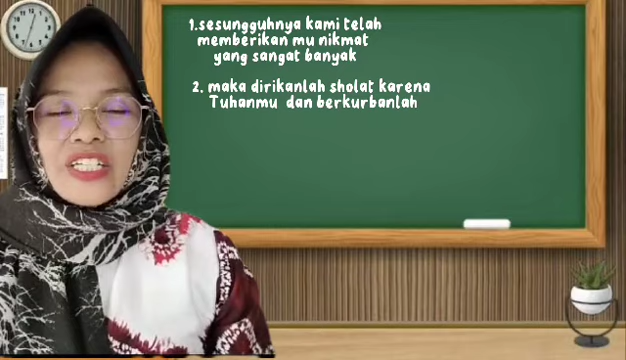 1.sesungguhnya kami telah
memberikan mu nikmat
yang sangat banyak
2. maka dirikanlah sholat karena
Tuhanmu dan berkurbanlah